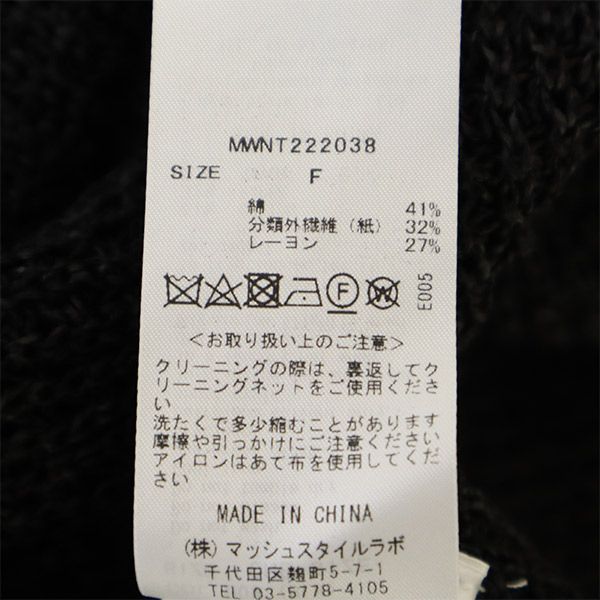 MWNT222038
SIZE F
綿 41%
分類外繊維(紙) 32%
レーヨン 27%
F W E005
<お取り扱い上のご注意>
クリーニングの際は、裏返してク
リーニングネットをご使用くださ
い
洗たくで多少縮むことがあります
摩擦や引っかけにご注意ください
アイロンはあて布を使用してくだ
さい
MADE IN CHINA
(株)マッシュスタイルラボ
千代田区麹町5-7-1
TEL 03-5778-4105